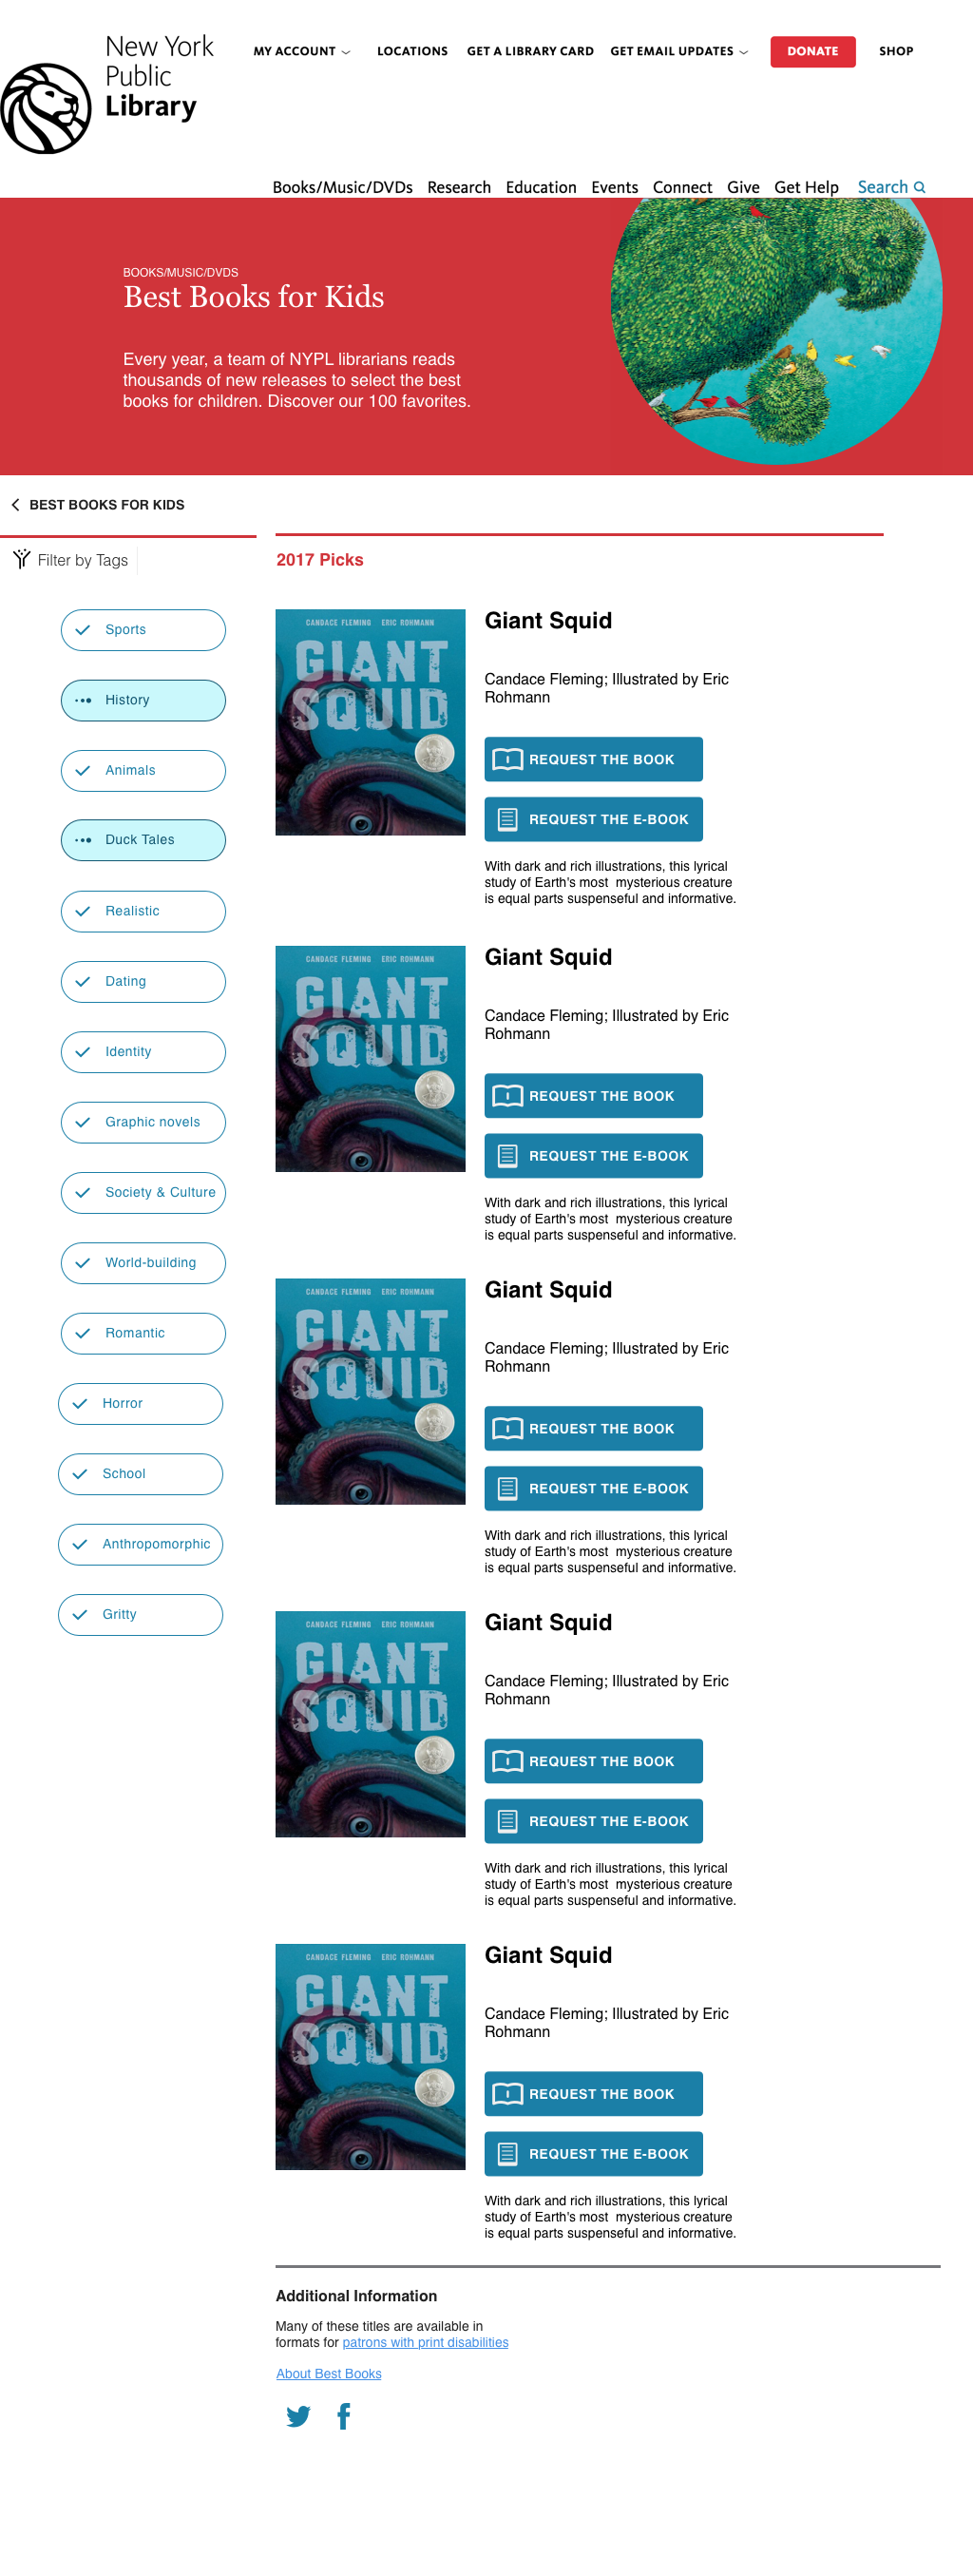 New York
Public
Library
MY ACCOUNT
LOCATIONS
GET A LIBRARY CARD
GET EMAIL UPDATES
DONATE
SHOP
Books/Music/DVDs
Research
Education
Events
Connect
Give
Get Help
Search
BOOKS/MUSIC/DVDS
Best Books for Kids
Every year, a team of NYPL librarians reads
thousands of new releases to select the best
books for children. Discover our 100 favorites.
BEST BOOKS FOR KIDS
Filter by Tags
Sports
History
Animals
Duck Tales
Realistic
Dating
Identity
Graphic novels
Society & Culture
World-building
Romantic
Horror
School
Anthropomorphic
Gritty
2017 Picks
CANDACE FLEMING ERIC ROHMANN
GIANT
SQUID
Giant Squid
Candace Fleming; Illustrated by Eric
Rohmann
REQUEST THE BOOK
REQUEST THE E-BOOK
With dark and rich illustrations, this lyrical
study of Earth's most mysterious creature
is equal parts suspenseful and informative.
CANDACE FLEMING ERIC ROHMANN
GIANT
SQUID
Giant Squid
Candace Fleming; Illustrated by Eric
Rohmann
REQUEST THE BOOK
REQUEST THE E-BOOK
With dark and rich illustrations, this lyrical
study of Earth's most mysterious creature
is equal parts suspenseful and informative.
CANDACE FLEMING ERIC ROHMANN
GIANT
SQUID
Giant Squid
Candace Fleming; Illustrated by Eric
Rohmann
REQUEST THE BOOK
REQUEST THE E-BOOK
With dark and rich illustrations, this lyrical
study of Earth's most mysterious creature
is equal parts suspenseful and informative.
CANDACE FLEMING ERIC ROHMANN
GIANT
SQUID
Giant Squid
Candace Fleming; Illustrated by Eric
Rohmann
REQUEST THE BOOK
REQUEST THE E-BOOK
With dark and rich illustrations, this lyrical
study of Earth's most mysterious creature
is equal parts suspenseful and informative.
CANDACE FLEMING ERIC ROHMANN
GIANT
SQUID
Giant Squid
Candace Fleming; Illustrated by Eric
Rohmann
REQUEST THE BOOK
REQUEST THE E-BOOK
With dark and rich illustrations, this lyrical
study of Earth's most mysterious creature
is equal parts suspenseful and informative.
Additional Information
Many of these titles are available in
formats for patrons with print disabilities
About Best Books